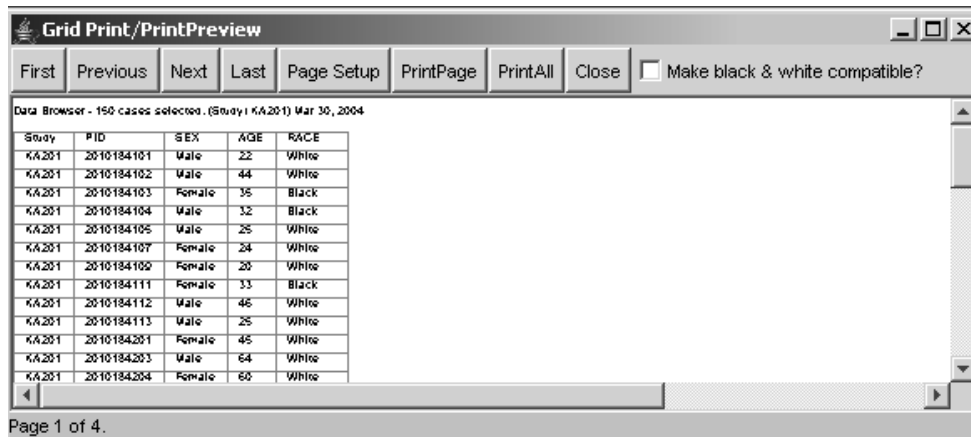 Grid Print/PrintPreview
First Previous Next Last Page Setup PrintPage PrintAll Close Make black & white compatible?
Data Browser - 150 cases selected. (Study: KA201) Mar 30, 2004
Study PID SEX AGE RACE
KA201 2010184101 Male 22 White
KA201 2010184102 Male 44 White
KA201 2010184103 Female 35 Black
KA201 2010184104 Male 32 Black
KA201 2010184105 Male 25 White
KA201 2010184107 Female 24 White
KA201 2010184109 Female 20 White
KA201 2010184111 Female 33 Black
KA201 2010184112 Male 46 White
KA201 2010184113 Male 25 White
KA201 2010184201 Female 45 White
KA201 2010184203 Male 64 White
KA201 2010184204 Female 60 White
Page 1 of 4.